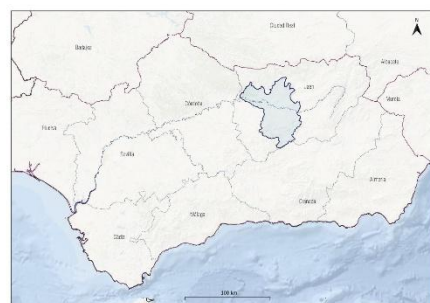 Ciudad Real
N
Badajoz
Albacete
Jaén
Córdoba
Murcia
Huelva
Sevilla
Almería
Granada
Málaga
Cádiz
100 km